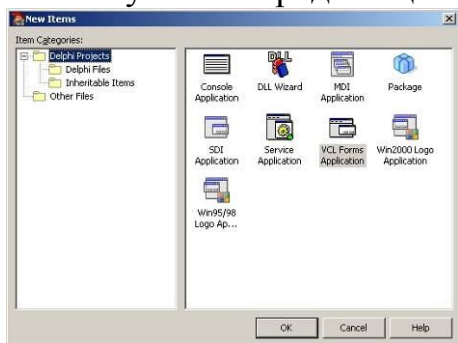 New Items
Item Categories:
Delphi Projects
Delphi Files
Inheritable Items
Other Files
Console Application
DLL Wizard
MDI Application
Package
SDI Application
Service Application
VCL Forms Application
Win2000 Logo Application
Win95/98 Logo Ap...
OK
Cancel
Help